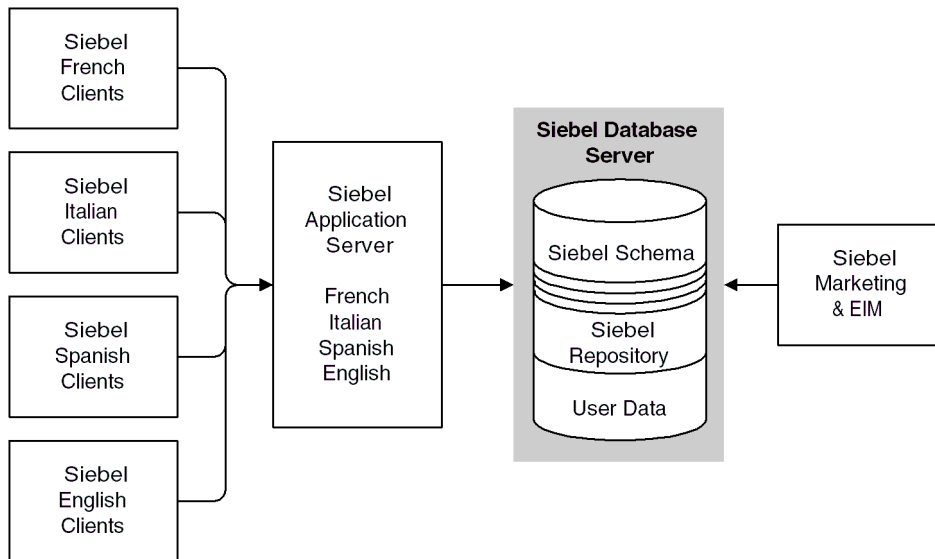 Siebel
French
Clients
Siebel
Italian
Clients
Siebel
Spanish
Clients
Siebel
English
Clients
Siebel
Application
Server
French
Italian
Spanish
English
Siebel Database
Server
Siebel Schema
Siebel
Repository
User Data
Siebel
Marketing
& EIM